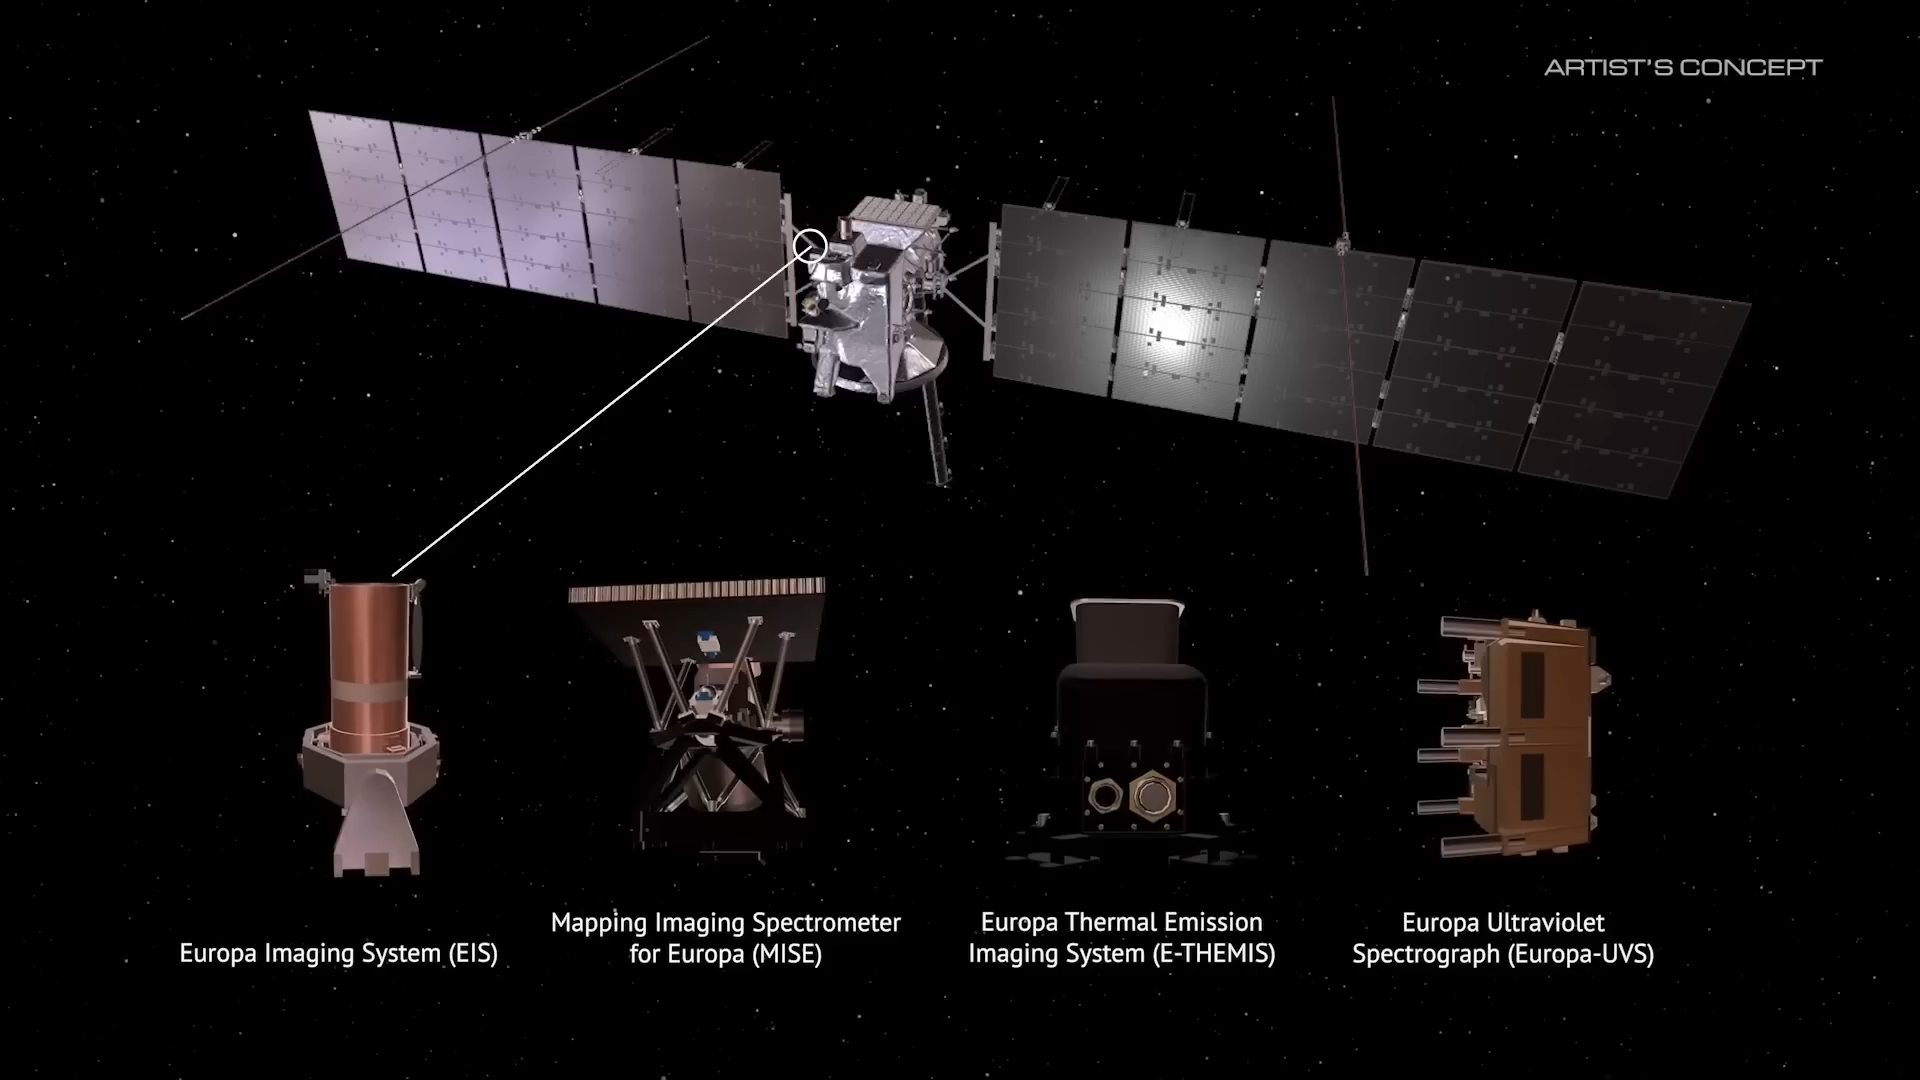 ARTIST'S CONCEPT
Europa Imaging System (EIS)
Mapping Imaging Spectrometer
for Europa (MISE)
Europa Thermal Emission
Imaging System (E-THEMIS)
Europa Ultraviolet
Spectrograph (Europa-UVS)